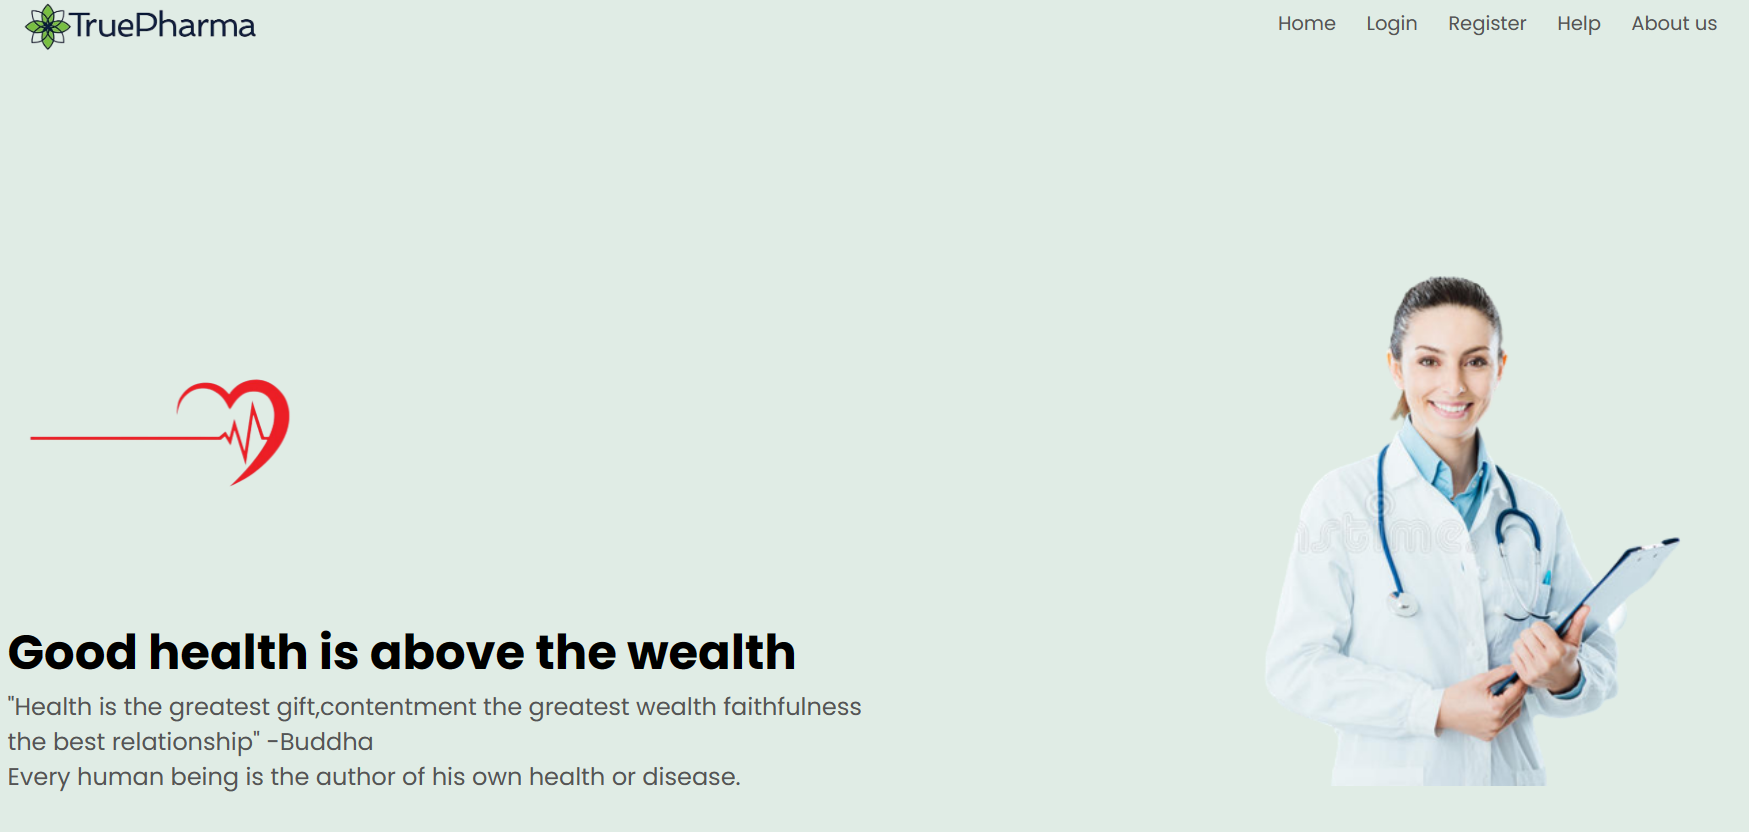 TruePharma
Home Login Register Help About us
Good health is above the wealth
"Health is the greatest gift,contentment the greatest wealth faithfulness
the best relationship" -Buddha
Every human being is the author of his own health or disease.